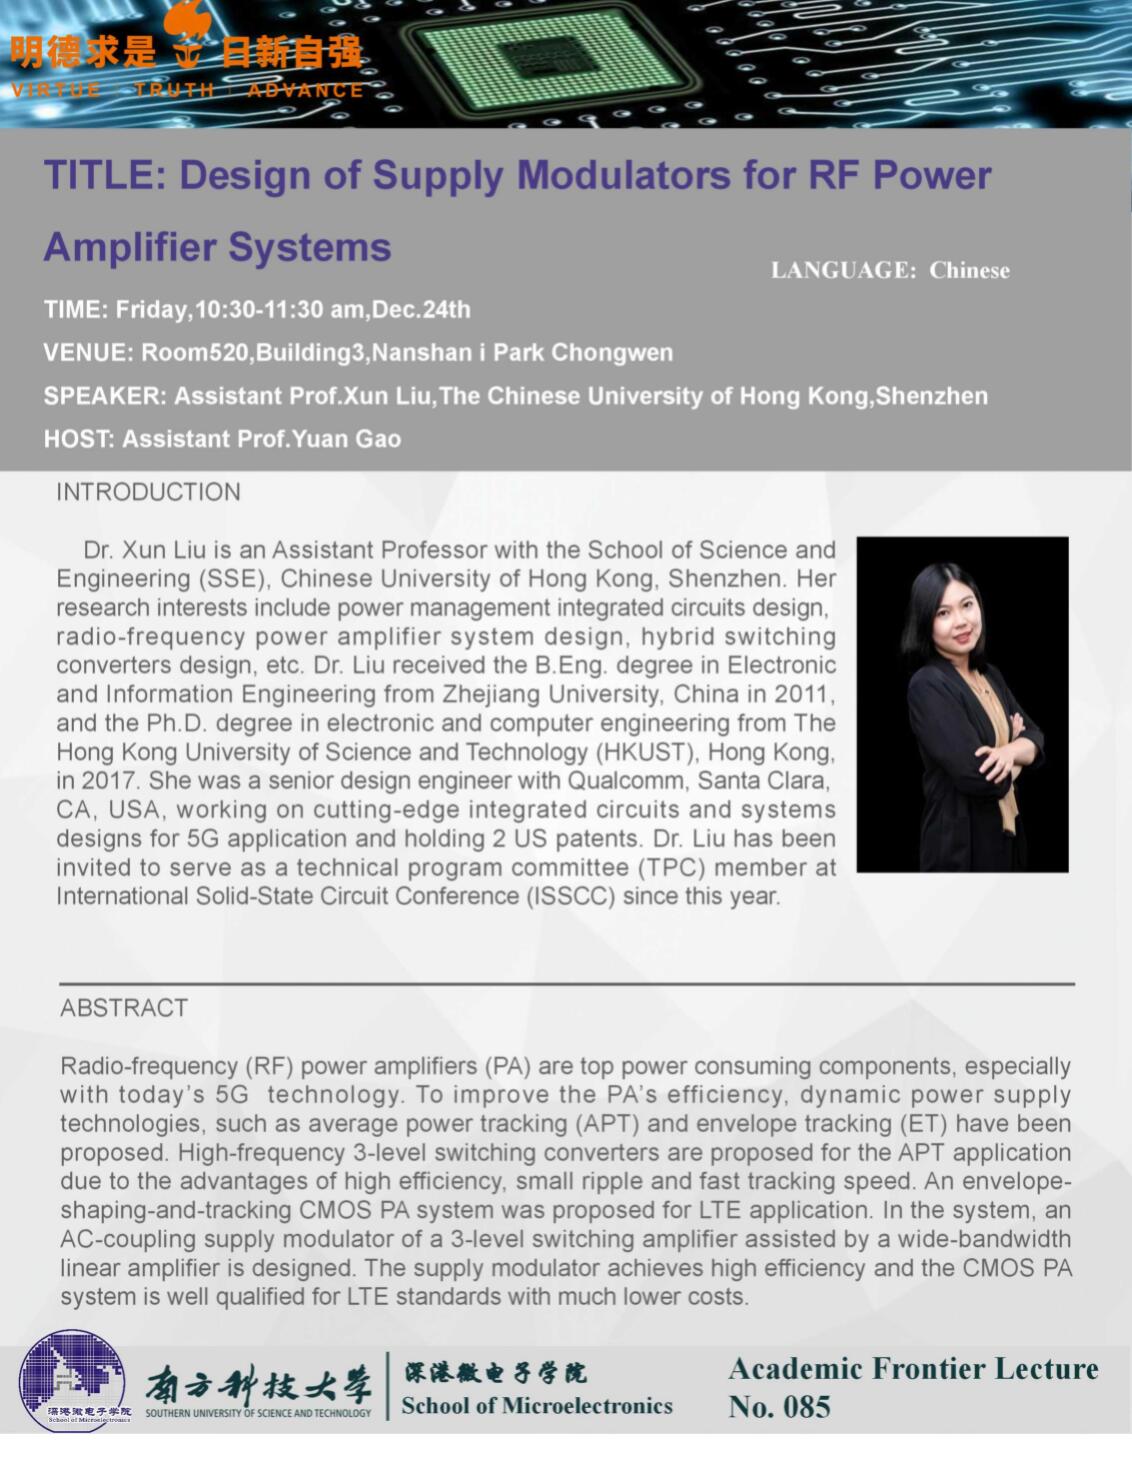 明德求是 日新自强
VIRTUE TRUTH ADVANCE
TITLE: Design of Supply Modulators for RF Power
Amplifier Systems
LANGUAGE: Chinese
TIME: Friday,10:30-11:30 am,Dec.24th
VENUE: Room520,Building3,Nanshan i Park Chongwen
SPEAKER: Assistant Prof.Xun Liu,The Chinese University of Hong Kong,Shenzhen
HOST: Assistant Prof.Yuan Gao
INTRODUCTION
Dr. Xun Liu is an Assistant Professor with the School of Science and
Engineering (SSE), Chinese University of Hong Kong, Shenzhen. Her
research interests include power management integrated circuits design,
radio-frequency power amplifier system design, hybrid switching
converters design, etc. Dr. Liu received the B.Eng. degree in Electronic
and Information Engineering from Zhejiang University, China in 2011,
and the Ph.D. degree in electronic and computer engineering from The
Hong Kong University of Science and Technology (HKUST), Hong Kong,
in 2017. She was a senior design engineer with Qualcomm, Santa Clara,
CA, USA, working on cutting-edge integrated circuits and systems
designs for 5G application and holding 2 US patents. Dr. Liu has been
invited to serve as a technical program committee (TPC) member at
International Solid-State Circuit Conference (ISSCC) since this year.
ABSTRACT
Radio-frequency (RF) power amplifiers (PA) are top power consuming components, especially
with today's 5G technology. To improve the PA's efficiency, dynamic power supply
technologies, such as average power tracking (APT) and envelope tracking (ET) have been
proposed. High-frequency 3-level switching converters are proposed for the APT application
due to the advantages of high efficiency, small ripple and fast tracking speed. An envelope-
shaping-and-tracking CMOS PA system was proposed for LTE application. In the system, an
AC-coupling supply modulator of a 3-level switching amplifier assisted by a wide-bandwidth
linear amplifier is designed. The supply modulator achieves high efficiency and the CMOS PA
system is well qualified for LTE standards with much lower costs.
深港微电子学院
School of Microelectronics
南方科技大学
SOUTHERN UNIVERSITY OF SCIENCE AND TECHNOLOGY
深港微电子学院
School of Microelectronics
Academic Frontier Lecture
No. 085